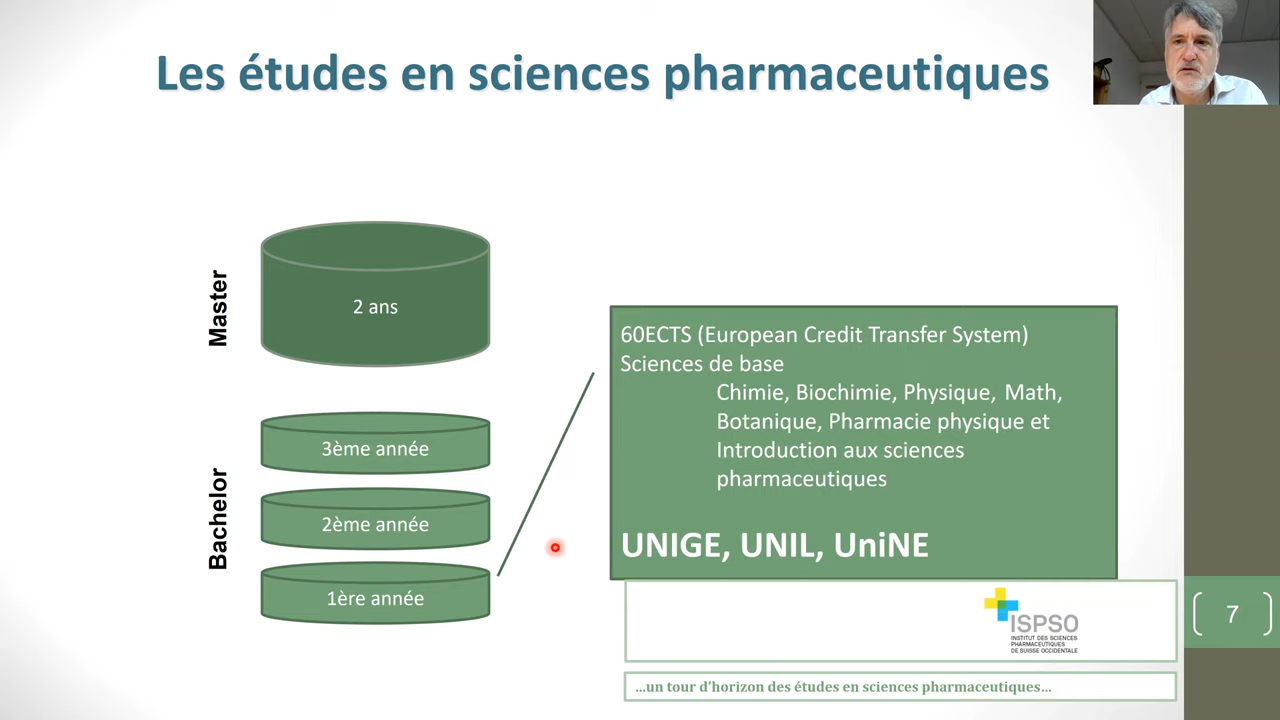 Les études en sciences pharmaceutiques
Master
2 ans
Bachelor
3ème année
2ème année
1ère année
60ECTS (European Credit Transfer System)
Sciences de base
Chimie, Biochimie, Physique, Math,
Botanique, Pharmacie physique et
Introduction aux sciences
pharmaceutiques
UNIGE, UNIL, UniNE
ISPSO
INSTITUT DES SCIENCES
PHARMACEUTIQUES
DE SUISSE OCCIDENTALE
7
...un tour d'horizon des études en sciences pharmaceutiques...